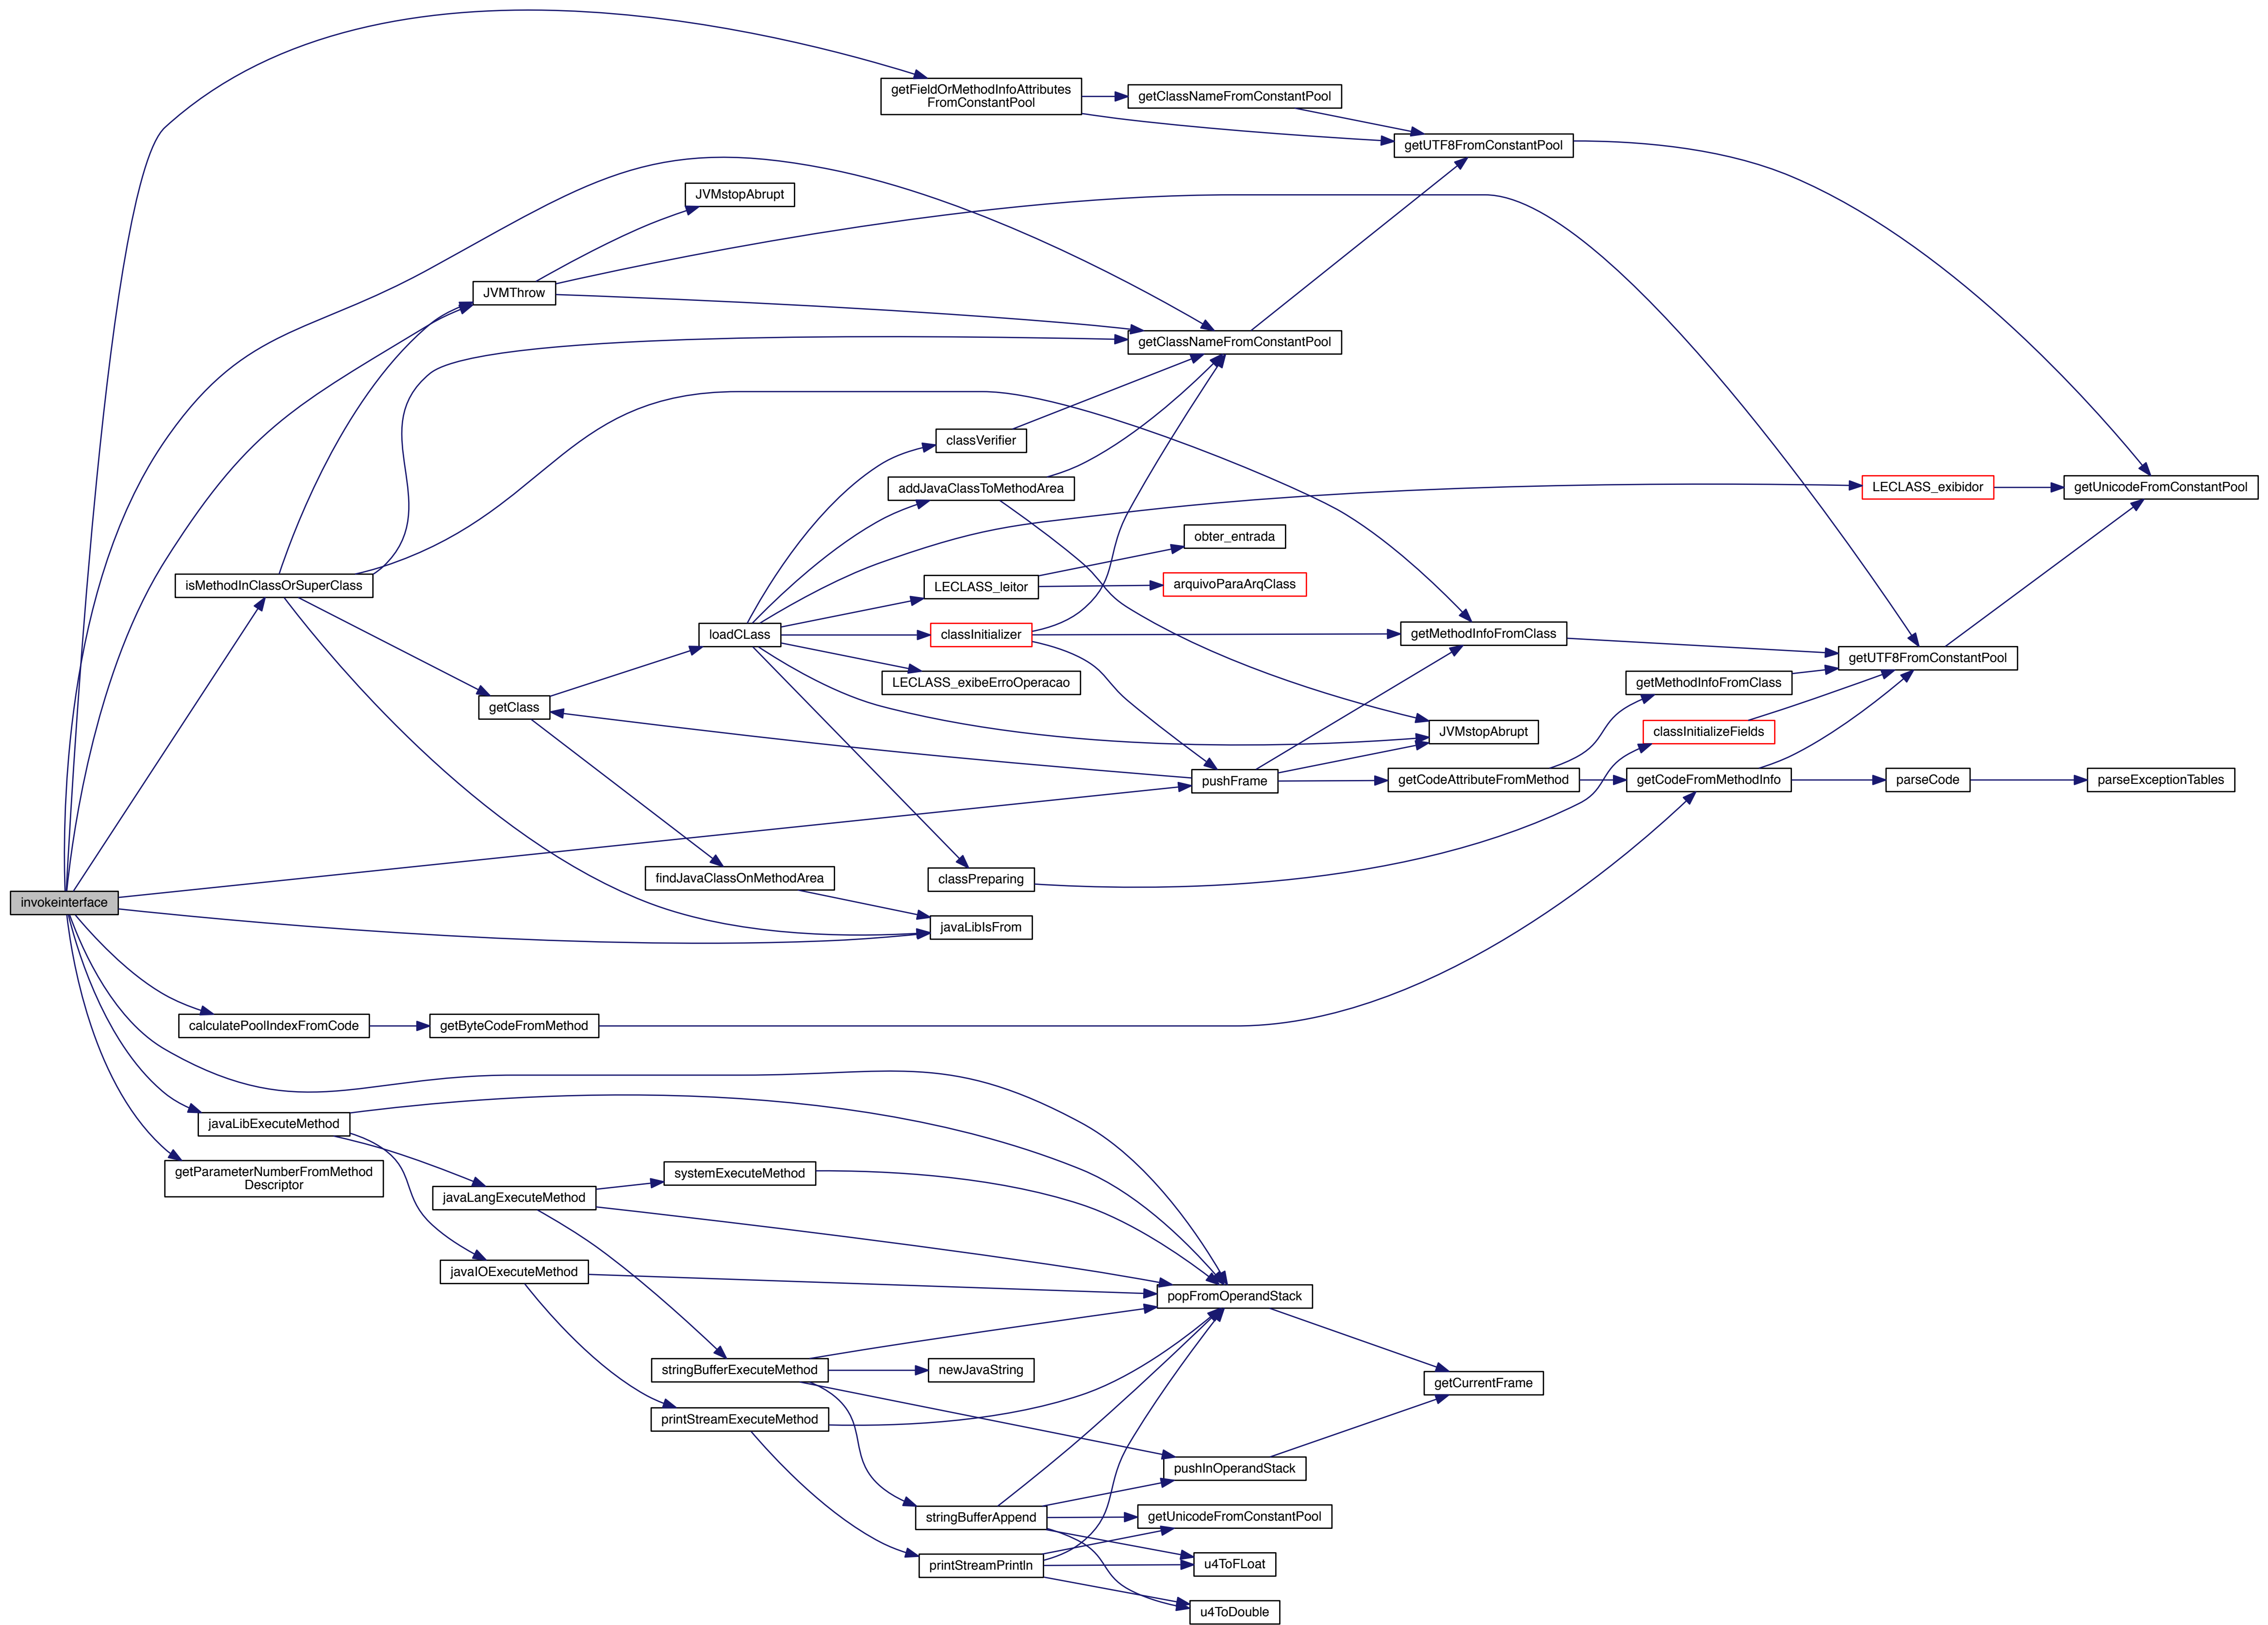 getFieldOrMethodInfoAttributes
FromConstantPool
getClassNameFromConstantPool
getUTF8FromConstantPool
JVMstopAbrupt
JVMThrow
getClassNameFromConstantPool
classVerifier
addJavaClassToMethodArea
LECLASS_exibidor
getUnicodeFromConstantPool
obter_entrada
isMethodInClassOrSuperClass
LECLASS_leitor
arquivoParaArqClass
loadCLass
classInitializer
getMethodInfoFromClass
getUTF8FromConstantPool
LECLASS_exibeErroOperacao
getMethodInfoFromClass
getClass
JVMstopAbrupt
classInitializeFields
pushFrame
getCodeAttributeFromMethod
getCodeFromMethodInfo
parseCode
parseExceptionTables
findJavaClassOnMethodArea
classPreparing
invokeinterface
javaLibIsFrom
calculatePoolIndexFromCode
getByteCodeFromMethod
javaLibExecuteMethod
getParameterNumberFromMethod
Descriptor
systemExecuteMethod
javaLangExecuteMethod
javaIOExecuteMethod
popFromOperandStack
stringBufferExecuteMethod
newJavaString
getCurrentFrame
printStreamExecuteMethod
pushInOperandStack
stringBufferAppend
getUnicodeFromConstantPool
printStreamPrintln
u4ToFLoat
u4ToDouble